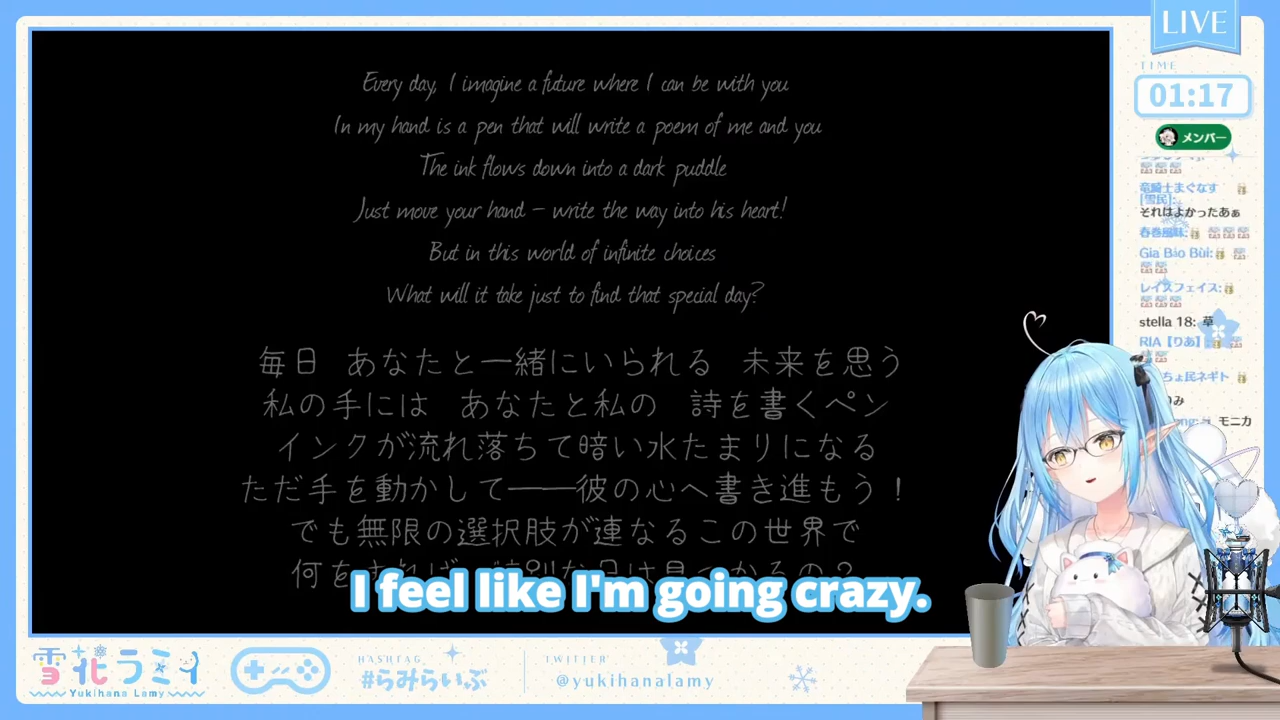 LIVE
TIME
01:17
メンバー
Every day, I imagine a future where I can be with you
In my hand is a pen that will write a poem of me and you
The ink flows down into a dark puddle
Just move your hand – write the way into his heart!
But in this world of infinite choices
What will it take just to find that special day?
毎日 あなたと一緒にいられる 未来を思う
私の手には あなたと私の 詩を書くペン
インクが流れ落ちて暗い水たまりになる
ただ手を動かして――彼の心へ書き進もう！
でも無限の選択肢が連なるこの世界で
I feel like I'm going crazy.
竜騎士まぐなす
[雪民]:
それはよかったあぁ
春巻風味:
Gia Bảo Bùi:
レイスフェイス:
stella 18: 草
RIA【りあ】
ちょ民ネギト
モニカ
雪花ラミィ
Yukihana Lamy
HASHTAG
#らみらいぶ
TWITTER
@yukihanalamy